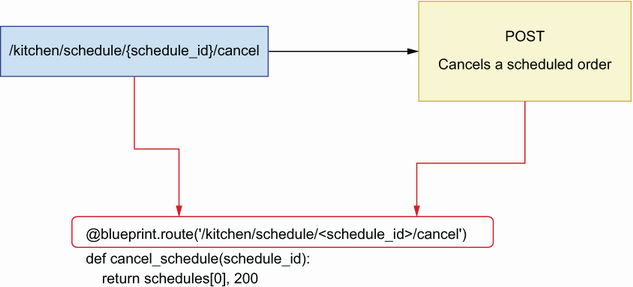 /kitchen/schedule/{schedule_id}/cancel
POST
Cancels a scheduled order
@blueprint.route('/kitchen/schedule/<schedule_id>/cancel')
def cancel_schedule(schedule_id):
    return schedules[0], 200